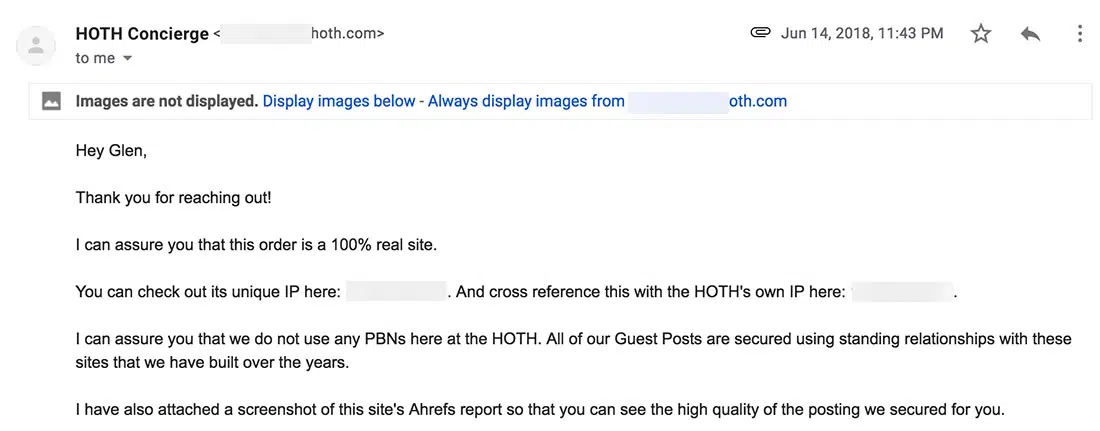 HOTH Concierge < hoth.com>
Jun 14, 2018, 11:43 PM
to me
Images are not displayed. Display images below - Always display images from oth.com
Hey Glen,
Thank you for reaching out!
I can assure you that this order is a 100% real site.
You can check out its unique IP here: . And cross reference this with the HOTH's own IP here: .
I can assure you that we do not use any PBNs here at the HOTH. All of our Guest Posts are secured using standing relationships with these
sites that we have built over the years.
I have also attached a screenshot of this site's Ahrefs report so that you can see the high quality of the posting we secured for you.